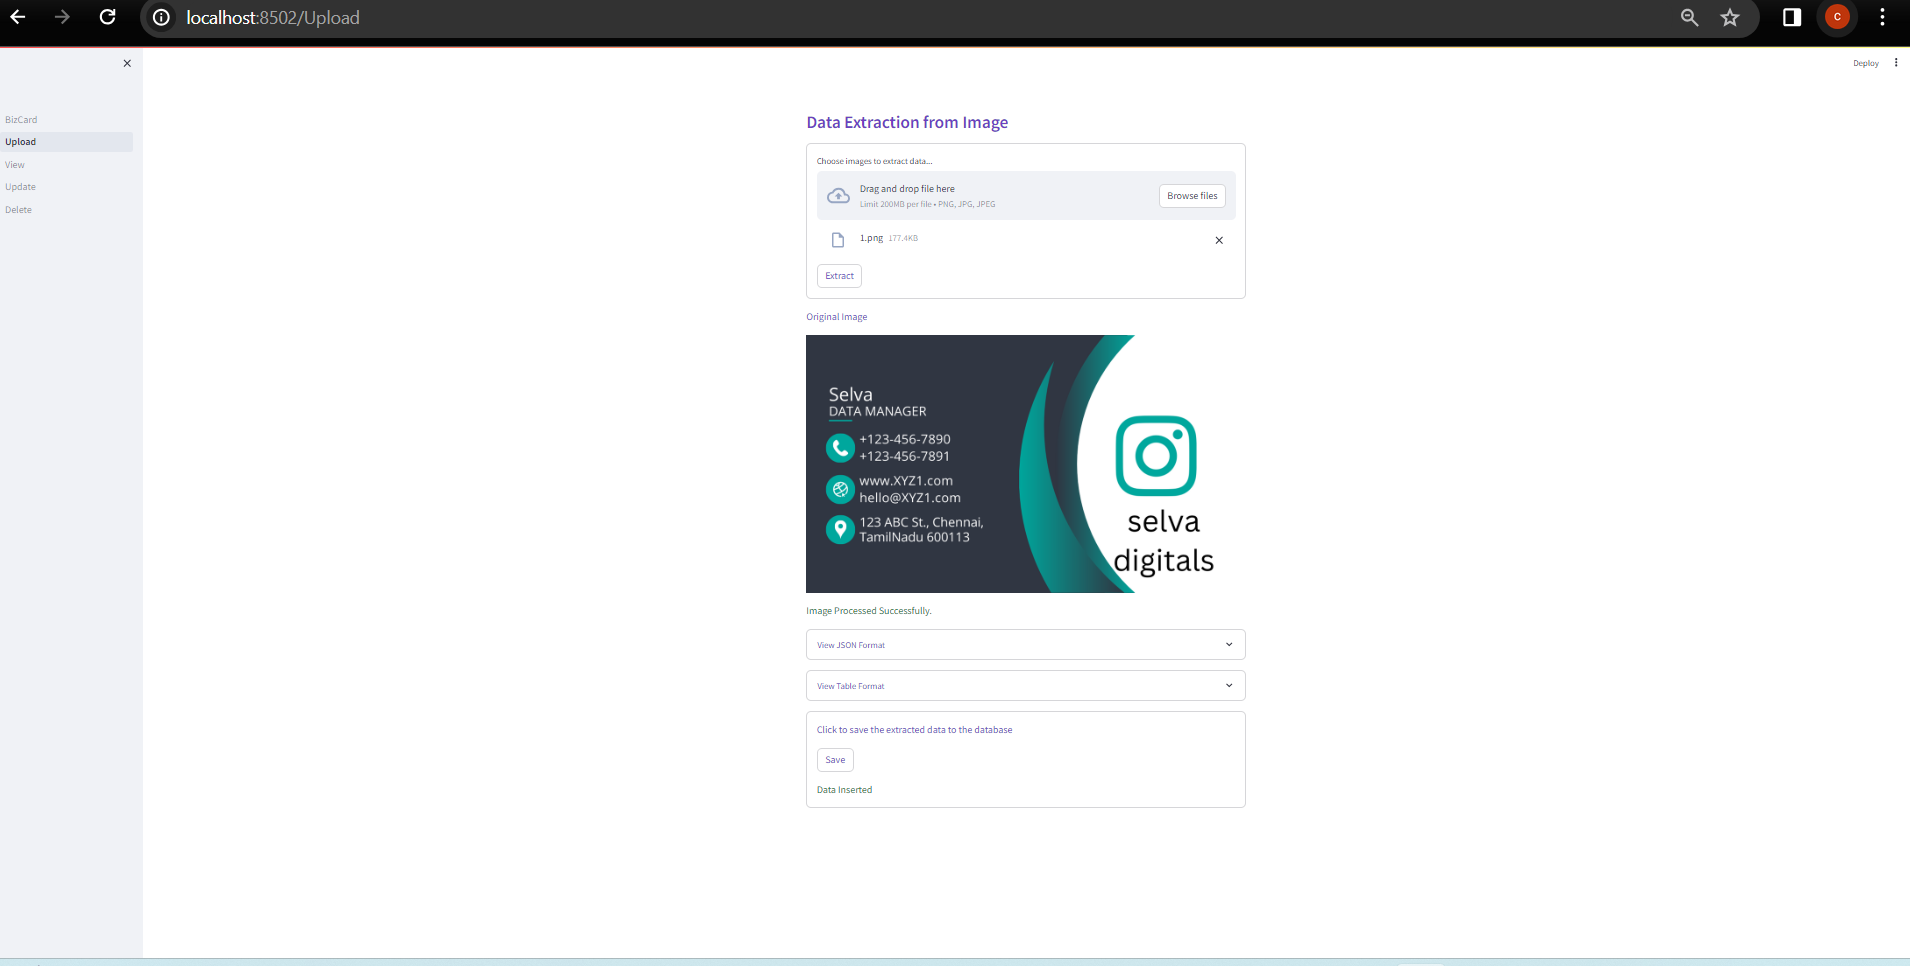 localhost:8502/Upload
C
Deploy
BizCard
Upload
View
Update
Delete
Data Extraction from Image
Choose images to extract data...
Drag and drop file here
Limit 200MB per file • PNG, JPG, JPEG
Browse files
1.png 177.4KB
Extract
Original Image
Selva
DATA MANAGER
+123-456-7890
+123-456-7891
www.XYZ1.com
hello@XYZ1.com
123 ABC St., Chennai,
TamilNadu 600113
selva
digitals
Image Processed Successfully.
View JSON Format
View Table Format
Click to save the extracted data to the database
Save
Data Inserted